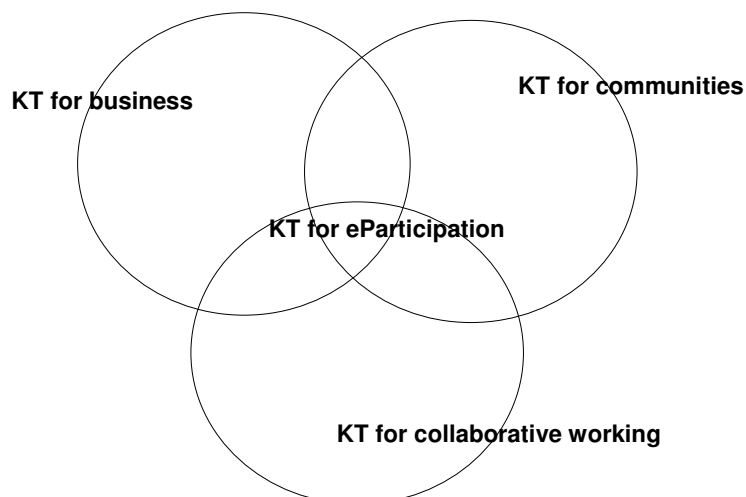 KT for business
KT for communities
KT for eParticipation
KT for collaborative working